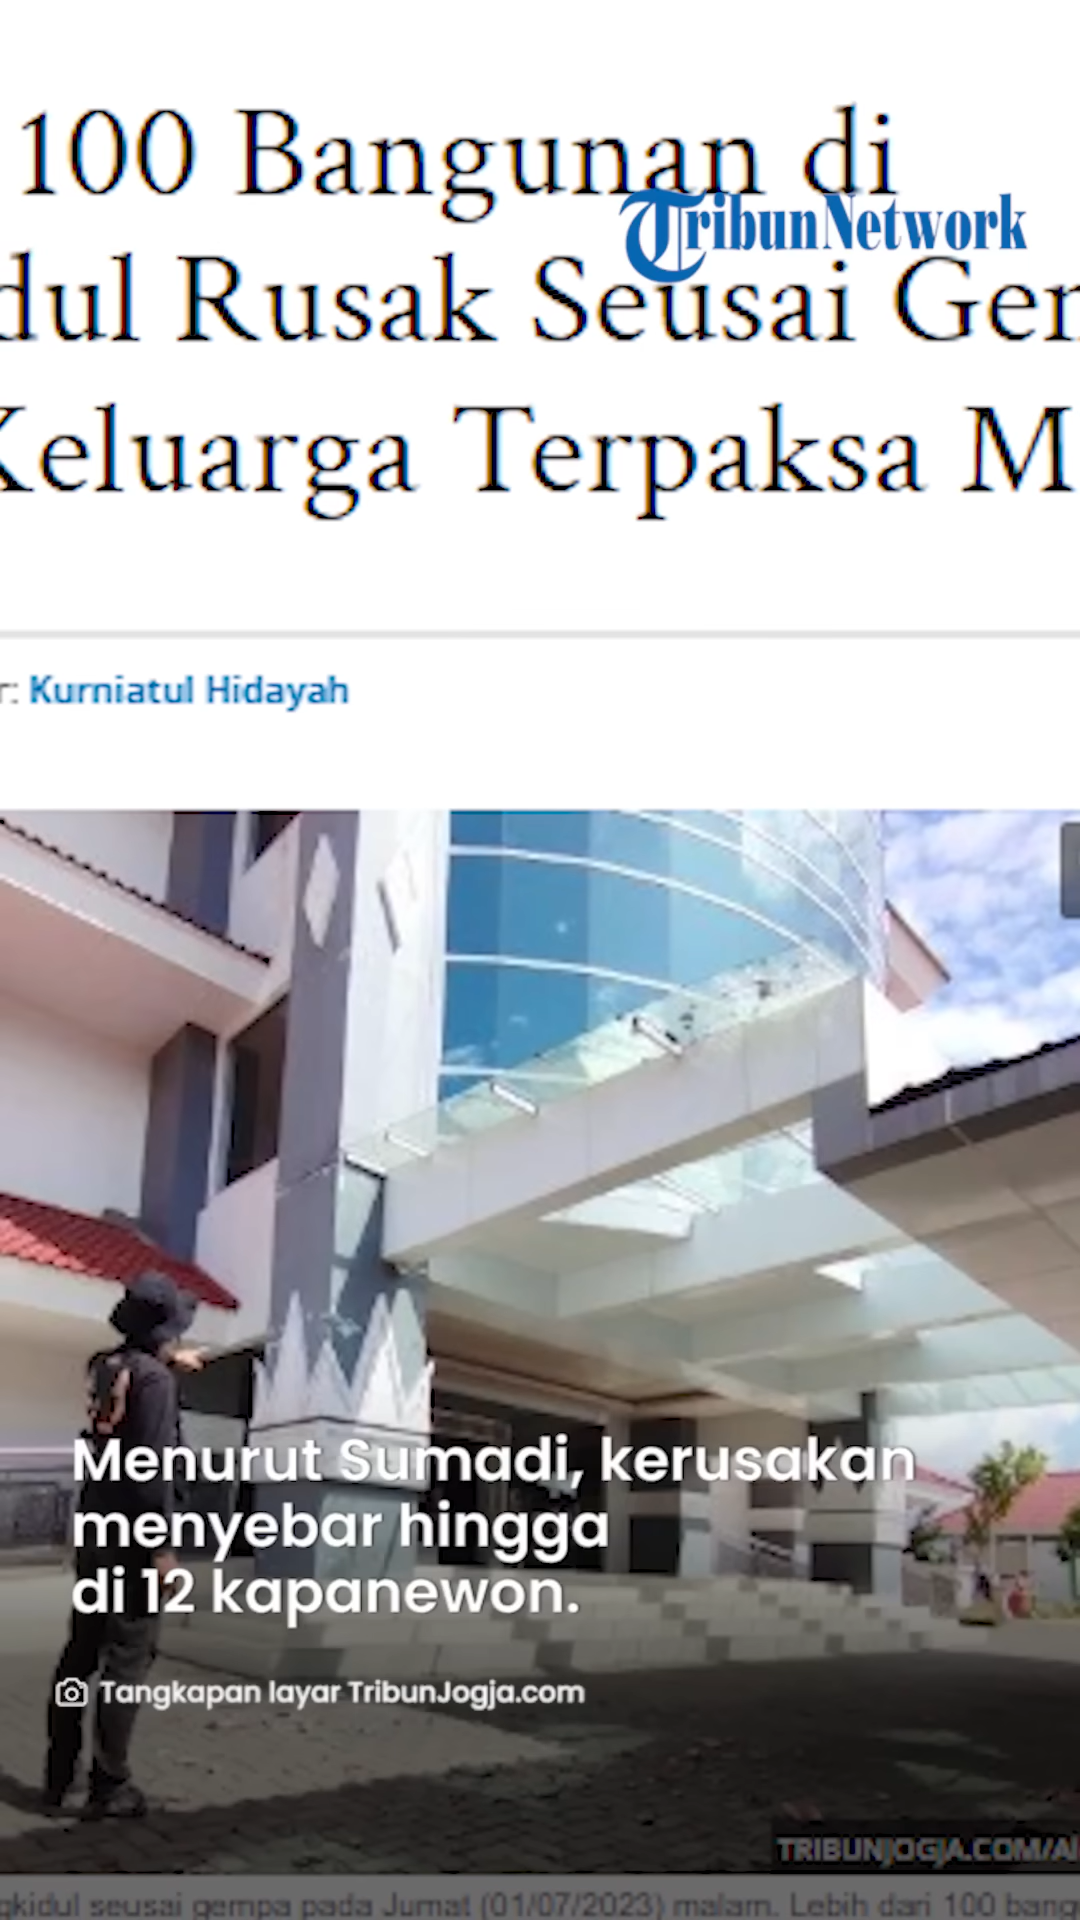 100 Bangunan di
TribunNetwork
dul Rusak Seusai Gem
Keluarga Terpaksa M
r: Kurniatul Hidayah
Menurut Sumadi, kerusakan
menyebar hingga
di 12 kapanewon.
Tangkapan layar TribunJogja.com
TRIBUNJOGJA.COM/Al
gkidul seusai gempa pada Jumat (01/07/2023) malam. Lebih dari 100 bang